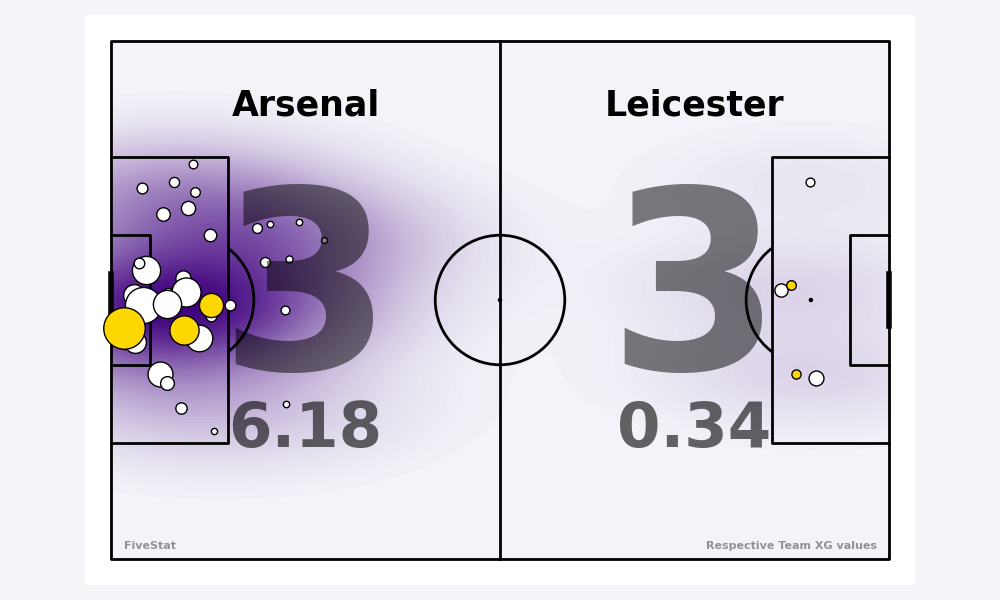 Arsenal
Leicester
3
3
6.18
0.34
FiveStat
Respective Team XG values